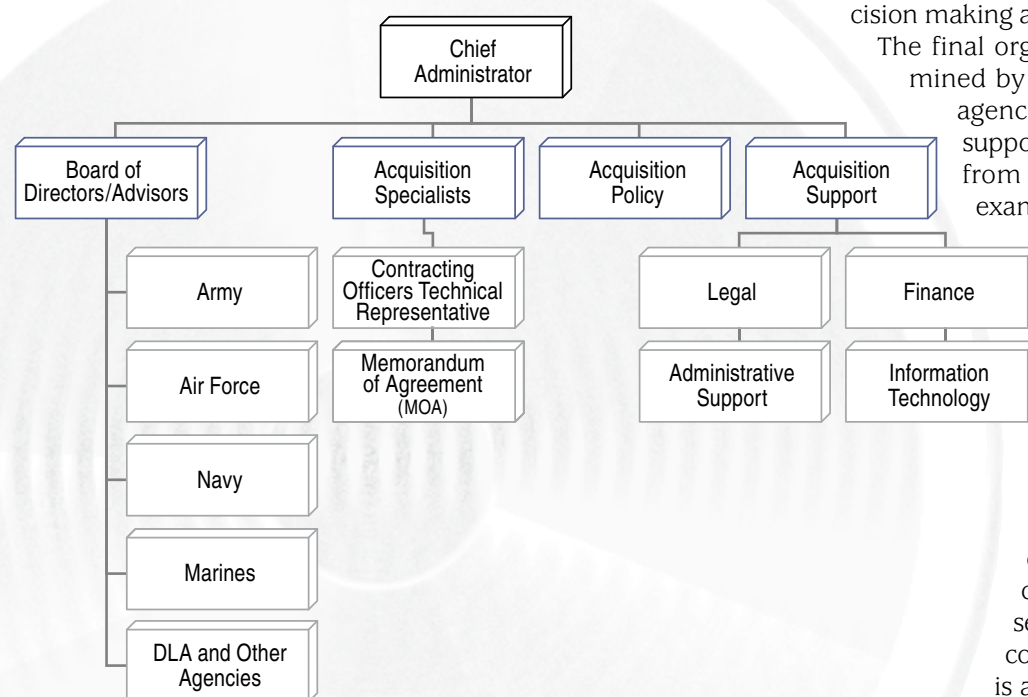 Chief
Administrator
Board of
Directors/Advisors
Acquisition
Specialists
Acquisition
Policy
Acquisition
Support
Army
Air Force
Navy
Marines
DLA and Other
Agencies
Contracting
Officers Technical
Representative
Memorandum
of Agreement
(MOA)
Legal
Finance
Administrative
Support
Information
Technology
cision making a
The final org
mined by
agenc
suppo
from
exan
se
co
is a